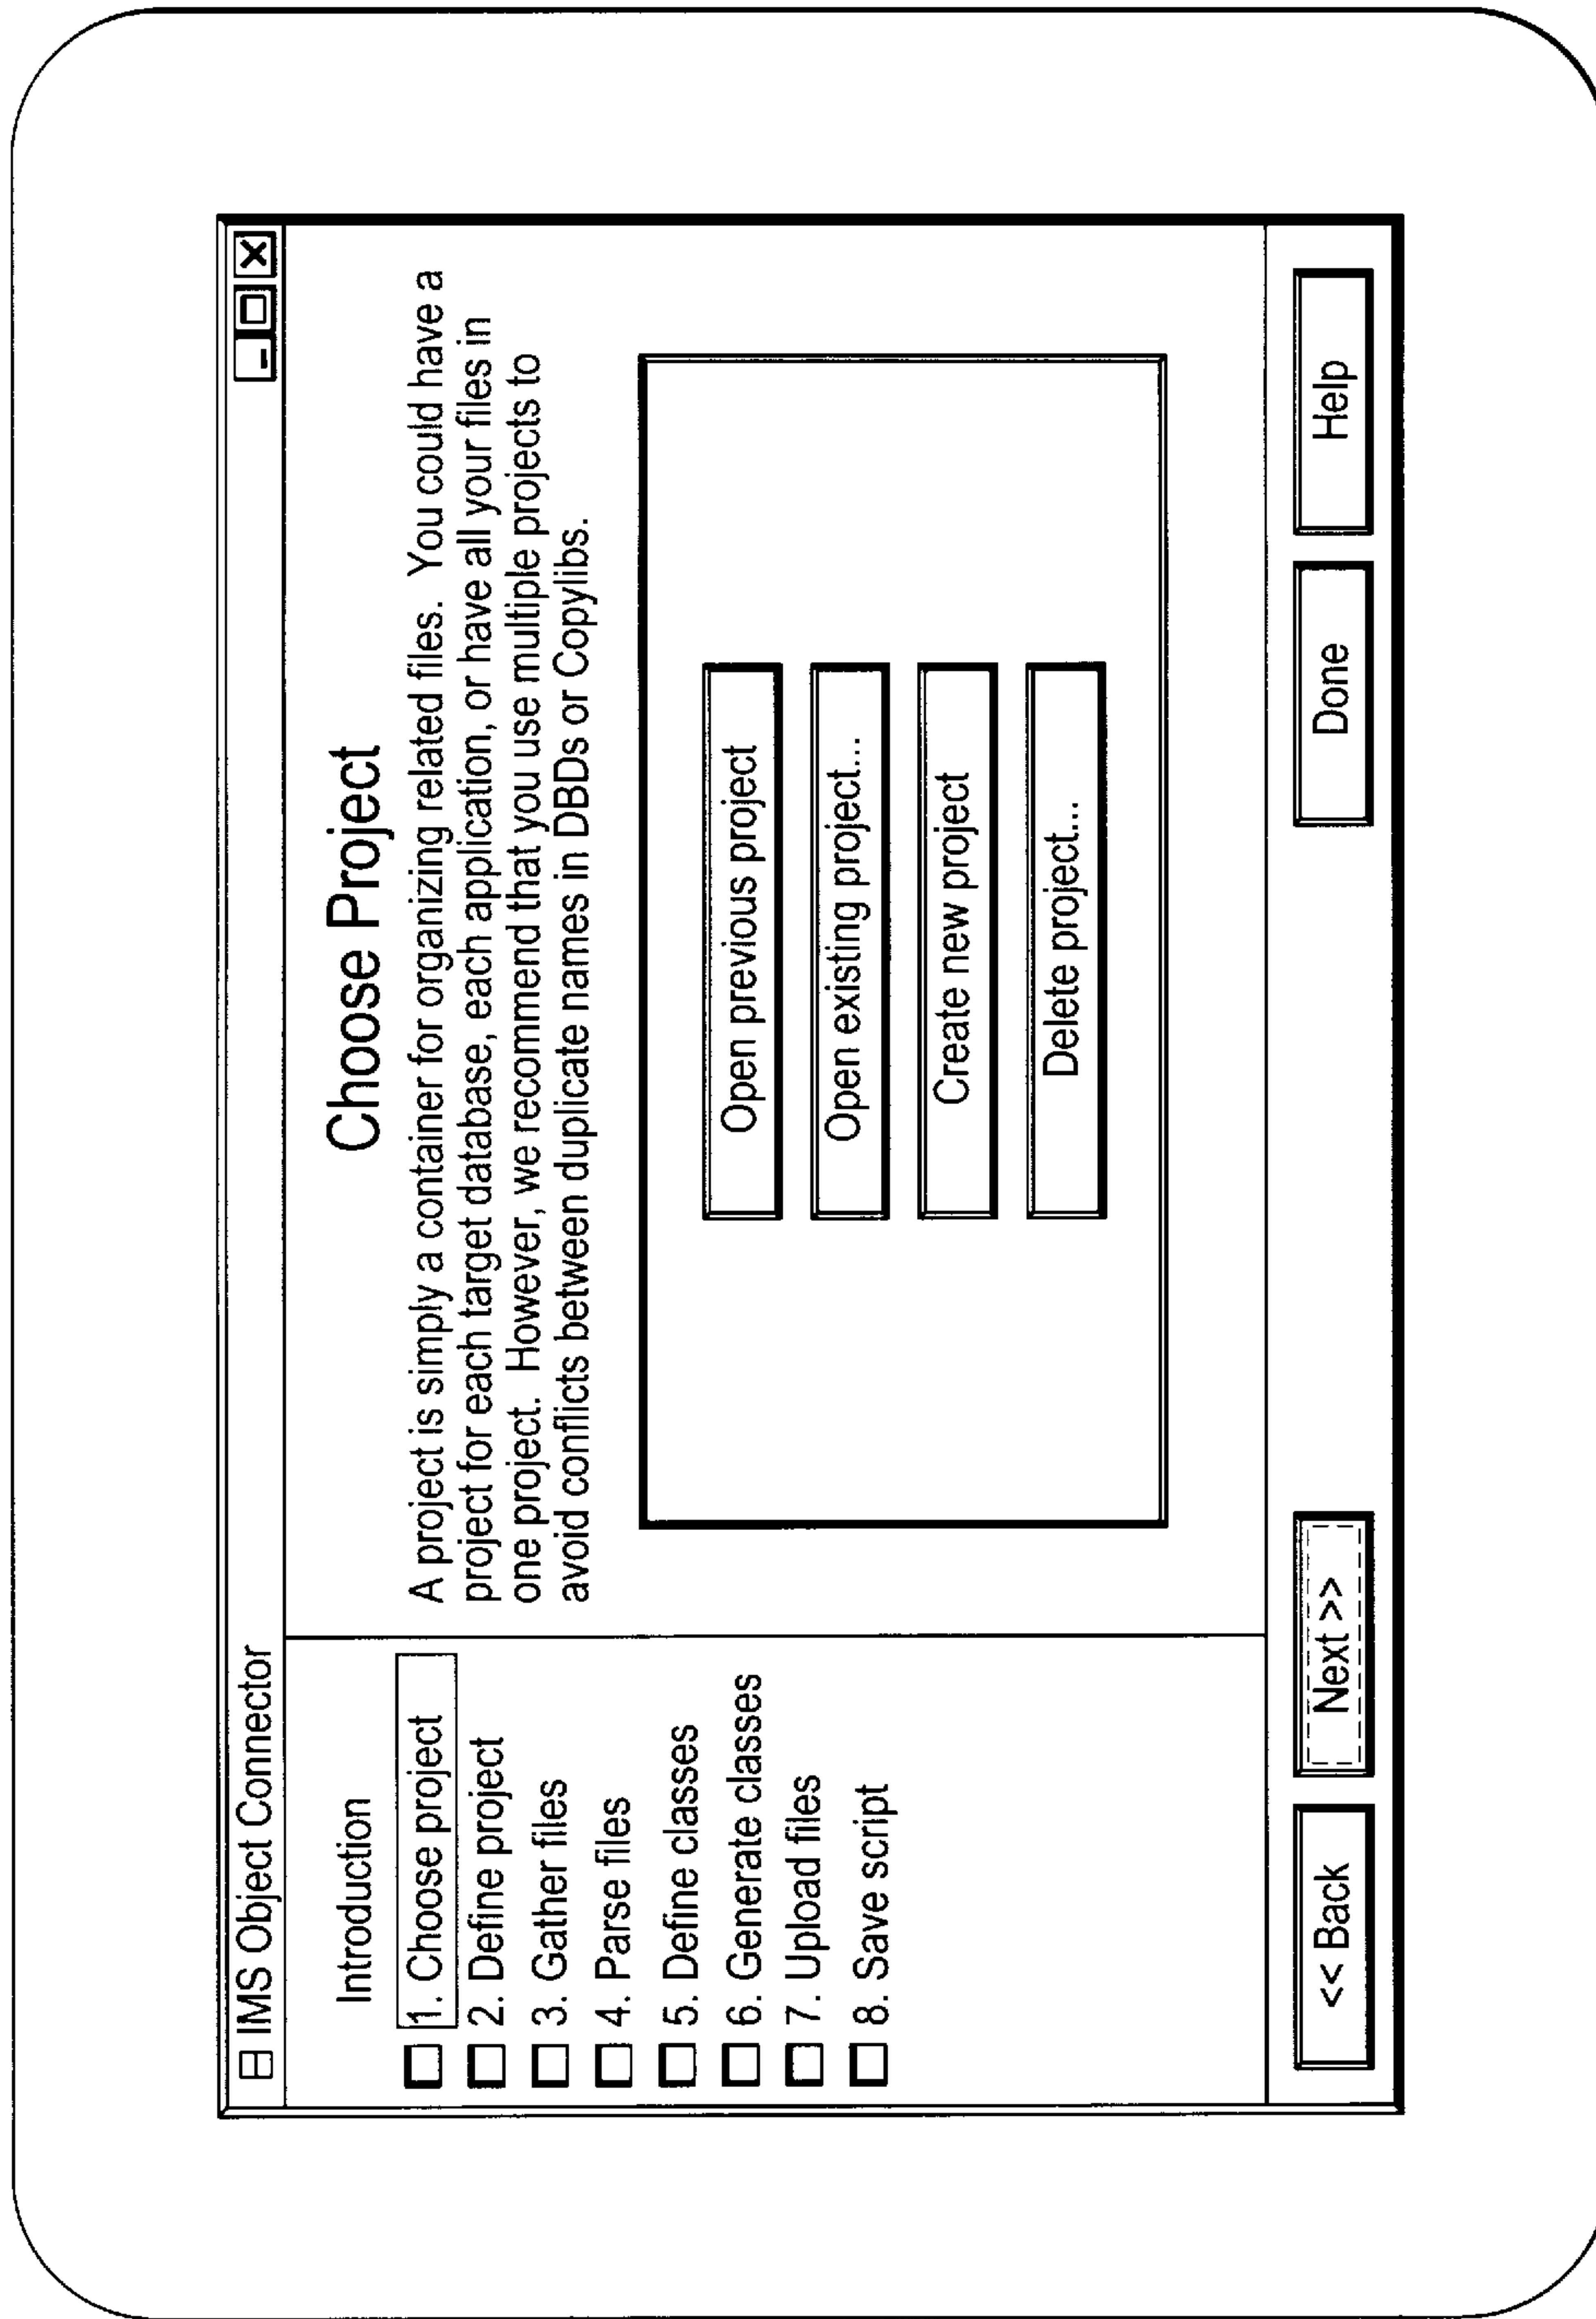 IMS Object Connector
Introduction
1. Choose project
2. Define project
3. Gather files
4. Parse files
5. Define classes
6. Generate classes
7. Upload files
8. Save script
Choose Project
A project is simply a container for organizing related files. You could have a
project for each target database, each application, or have all your files in
one project. However, we recommend that you use multiple projects to
avoid conflicts between duplicate names in DBDs or Copylibs.
Open previous project
Open existing project...
Create new project
Delete project...
<< Back
Next >>
Done
Help